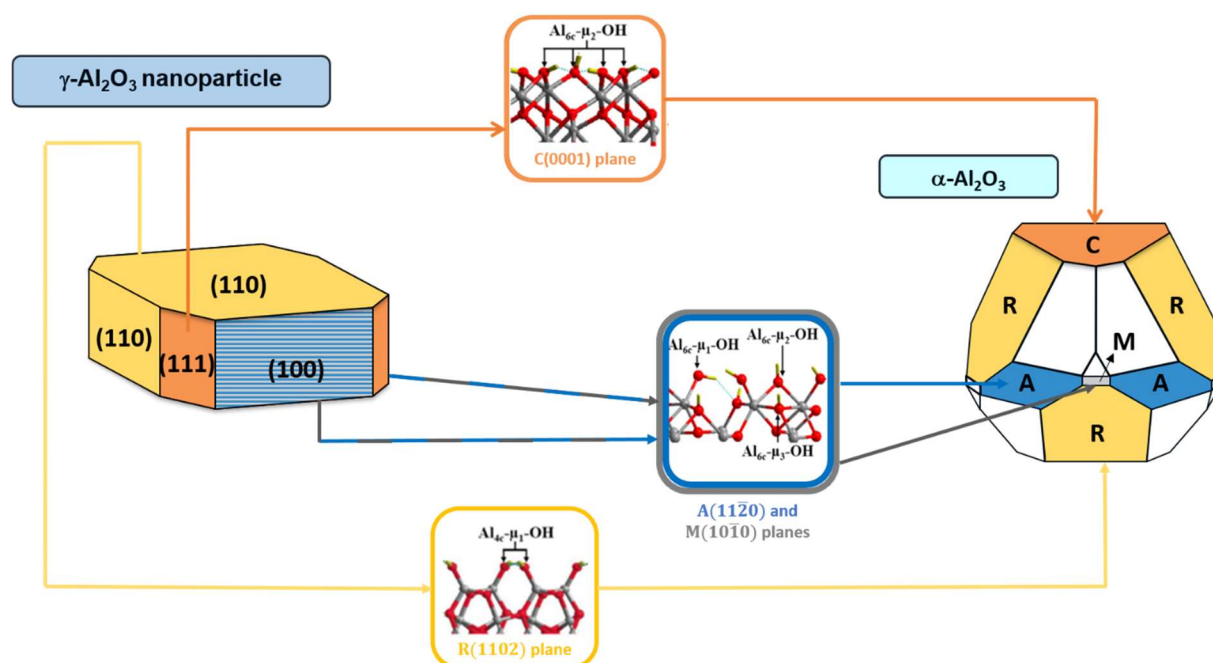 Al₆c-μ₂-OH
γ-Al₂O₃ nanoparticle
C(0001) plane
α-Al₂O₃
C
R
R
(110)
(110)
(111)
(100)
Al₆c-μ₁-OH
Al₆c-μ₂-OH
M
A
A
R
Al₆c-μ₃-OH
A(112̄0) and
M(101̄0) planes
Al₄c-μ₁-OH
R(1102) plane